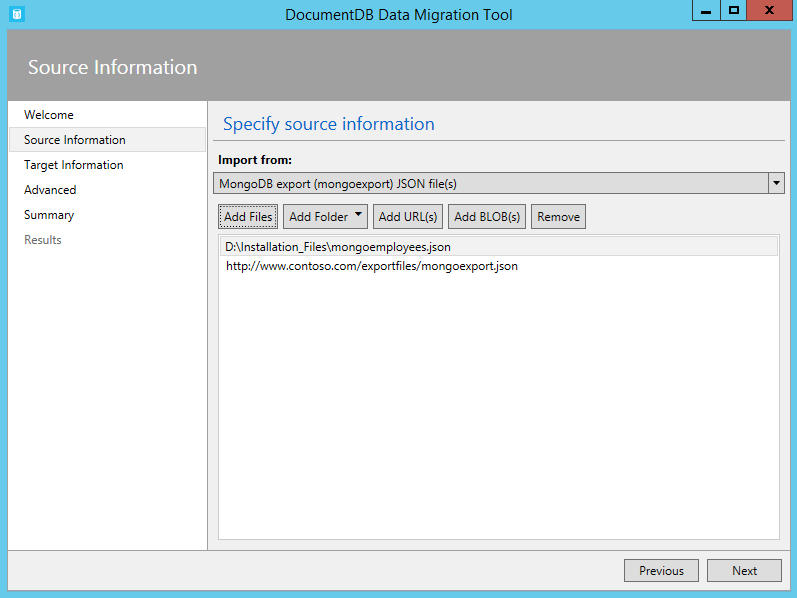 DocumentDB Data Migration Tool
Source Information
Welcome
Source Information
Target Information
Advanced
Summary
Results
Specify source information
Import from:
MongoDB export (mongoexport) JSON file(s)
Add Files Add Folder Add URL(s) Add BLOB(s) Remove
D:\Installation_Files\mongoemployees.json
http://www.contoso.com/exportfiles/mongoexport.json
Previous Next